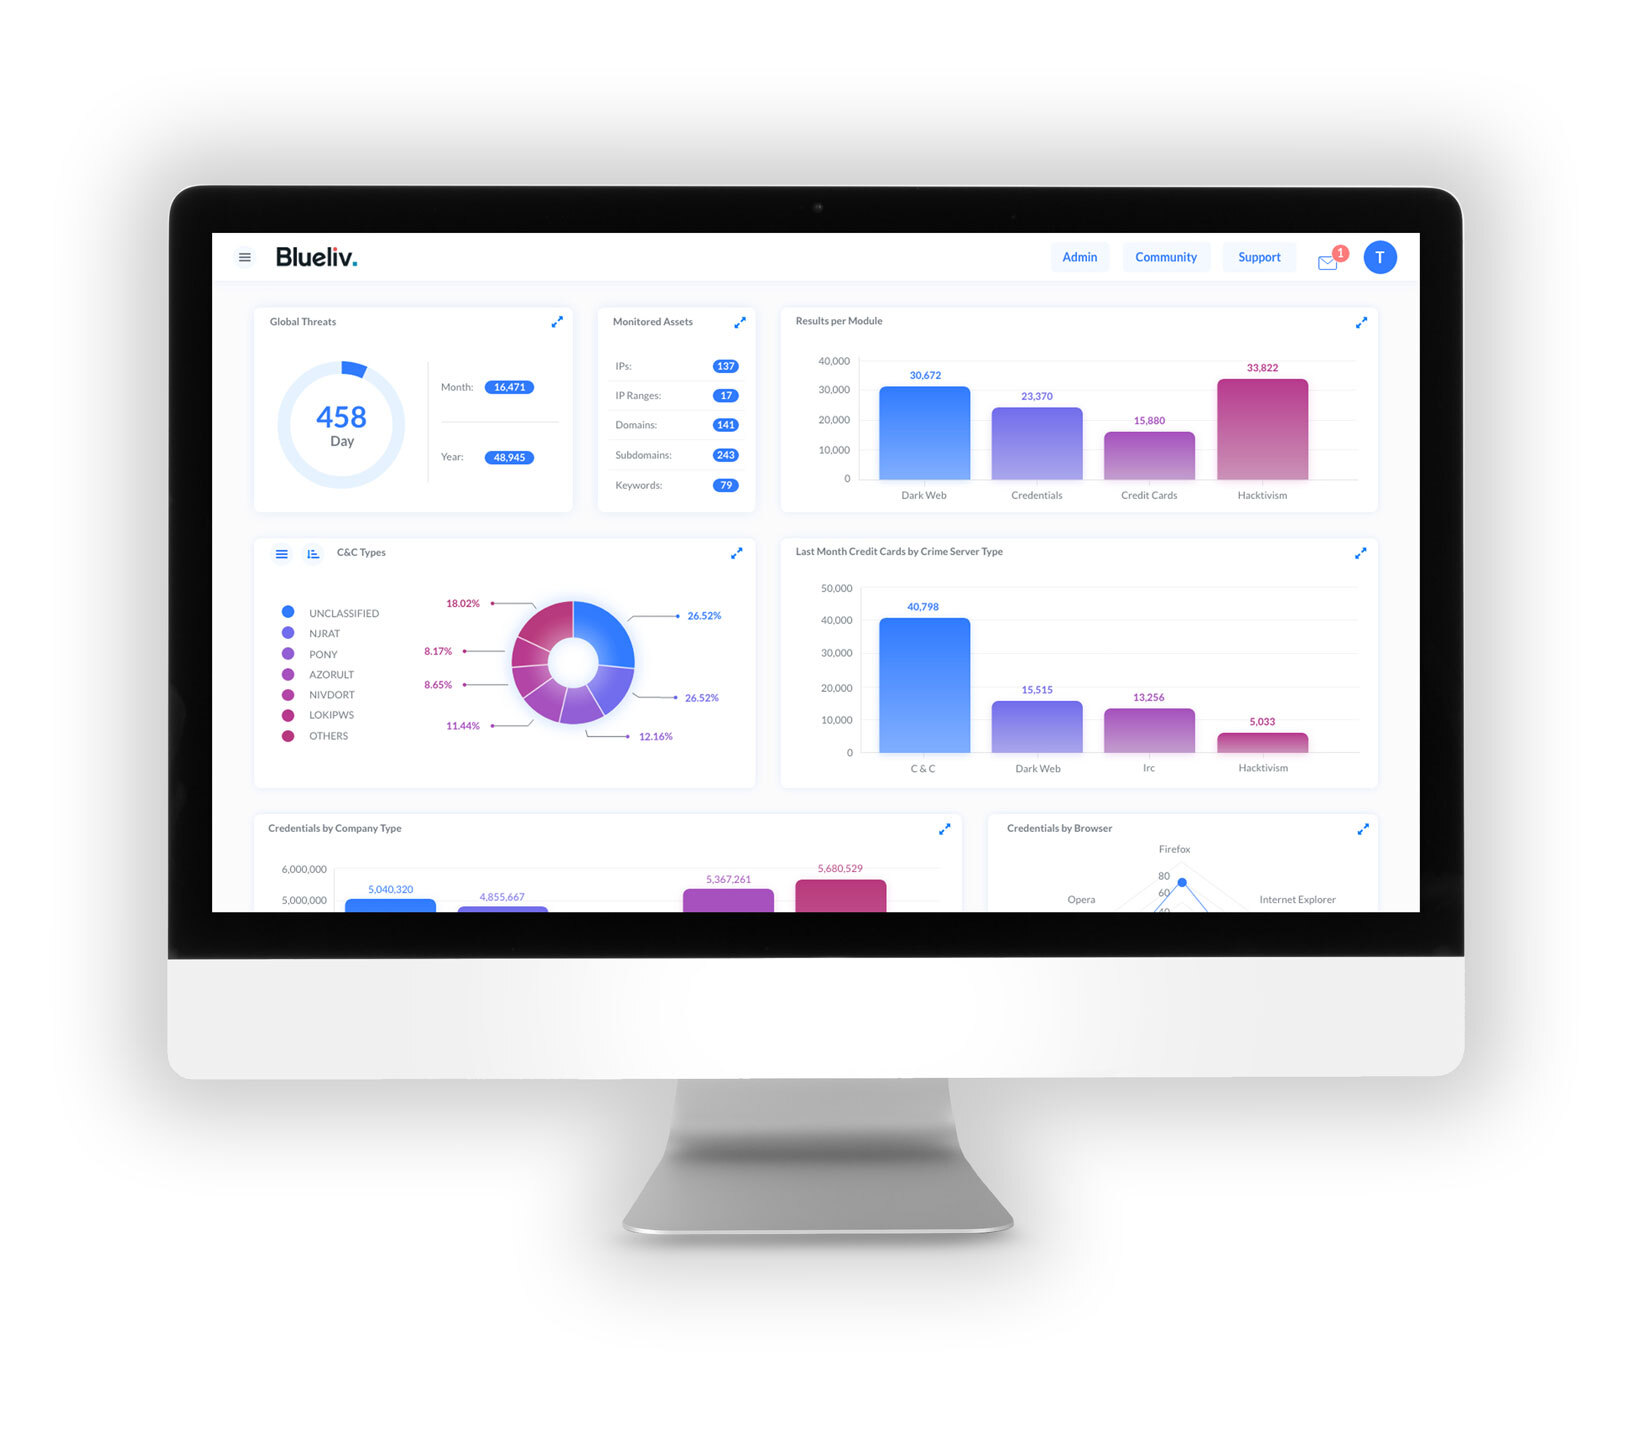 Blueliv.
Admin
Community
Support
1
T
Global Threats
458
Day
Month: 16,471
Year: 48,945
Monitored Assets
IPs: 137
IP Ranges: 17
Domains: 141
Subdomains: 243
Keywords: 79
Results per Module
40,000
30,000
20,000
10,000
0
30,672
23,370
15,880
33,822
Dark Web
Credentials
Credit Cards
Hacktivism
C&C Types
UNCLASSIFIED
NJRAT
PONY
AZORULT
NIVDORT
LOKIPWS
OTHERS
18.02%
8.17%
8.65%
11.44%
26.52%
26.52%
12.16%
Last Month Credit Cards by Crime Server Type
50,000
40,000
30,000
20,000
10,000
0
40,798
15,515
13,256
5,033
C & C
Dark Web
Irc
Hacktivism
Credentials by Company Type
6,000,000
5,000,000
5,040,320
4,855,667
5,367,261
5,680,529
Credentials by Browser
Firefox
80
60
40
Opera
Internet Explorer